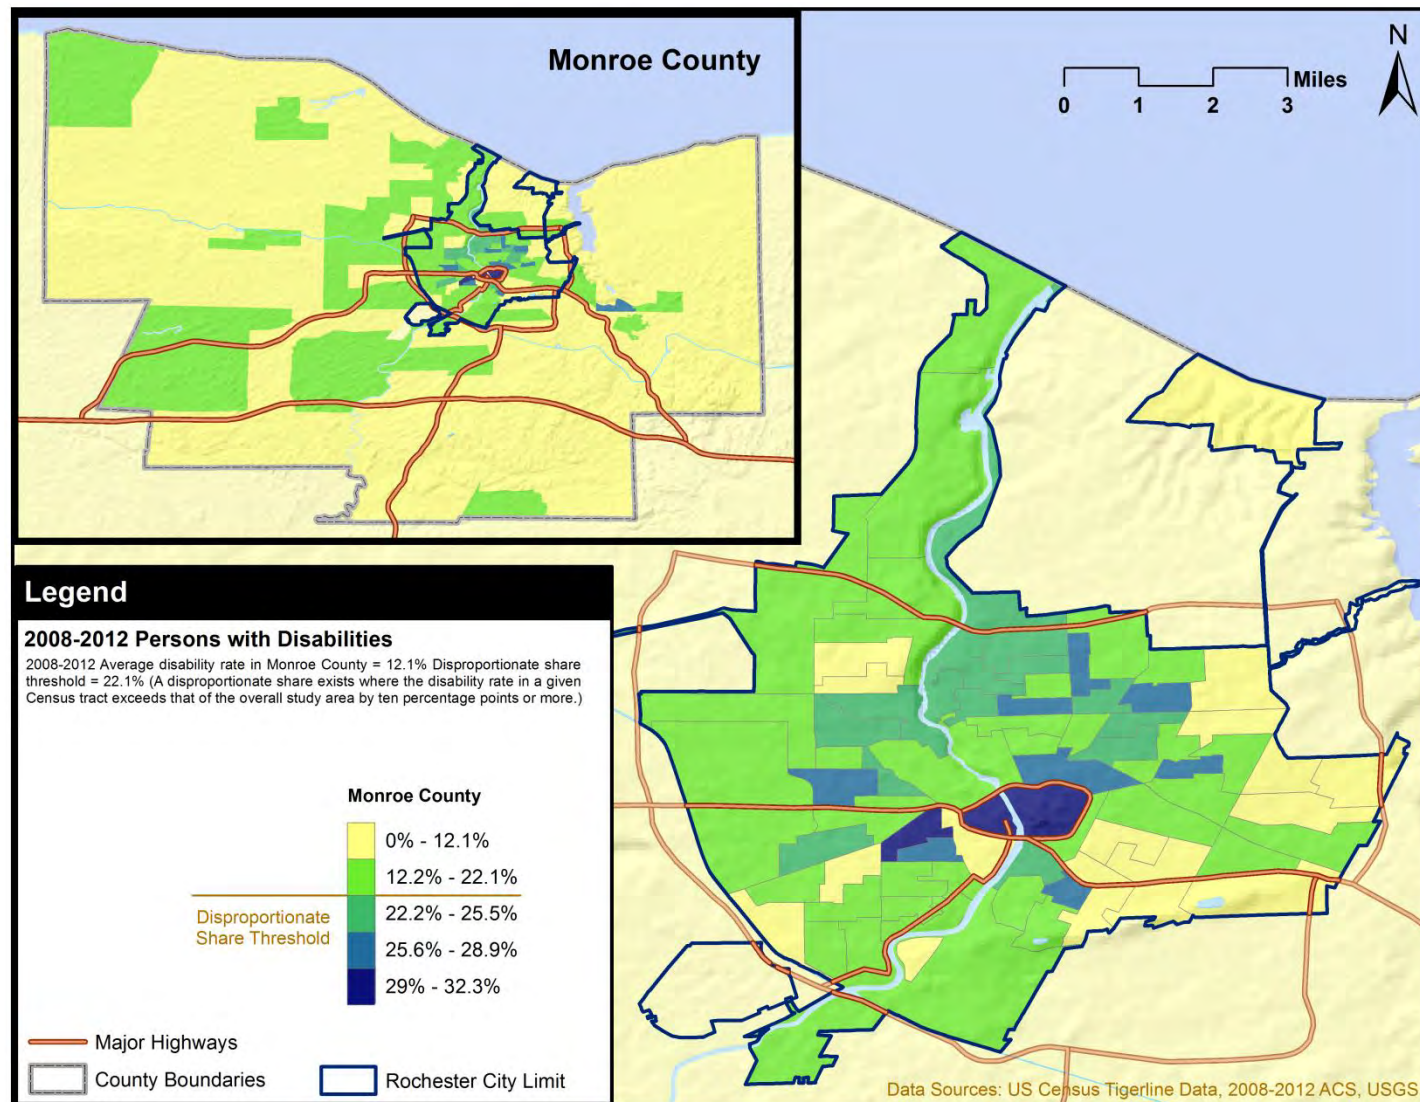 Monroe County
N
Miles
0 1 2 3
Legend
2008-2012 Persons with Disabilities
2008-2012 Average disability rate in Monroe County = 12.1% Disproportionate share
threshold = 22.1% (A disproportionate share exists where the disability rate in a given
Census tract exceeds that of the overall study area by ten percentage points or more.)
Monroe County
0% - 12.1%
12.2% - 22.1%
Disproportionate
Share Threshold
22.2% - 25.5%
25.6% - 28.9%
29% - 32.3%
Major Highways
County Boundaries
Rochester City Limit
Data Sources: US Census Tigerline Data, 2008-2012 ACS, USGS